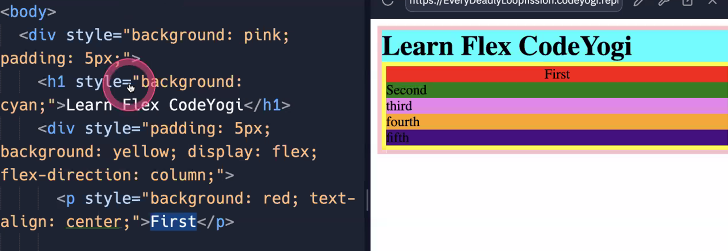 <body>
<div style="background: pink;
padding: 5px;">
<h1 style="background:
cyan;">Learn Flex CodeYogi</h1>
<div style="padding: 5px;
background: yellow; display: flex;
flex-direction: column;">
<p style="background: red; text-
align: center;">First</p>
https://EveryDeadlyLoopfission.codeyogi.repl
Learn Flex CodeYogi
First
Second
third
fourth
fifth